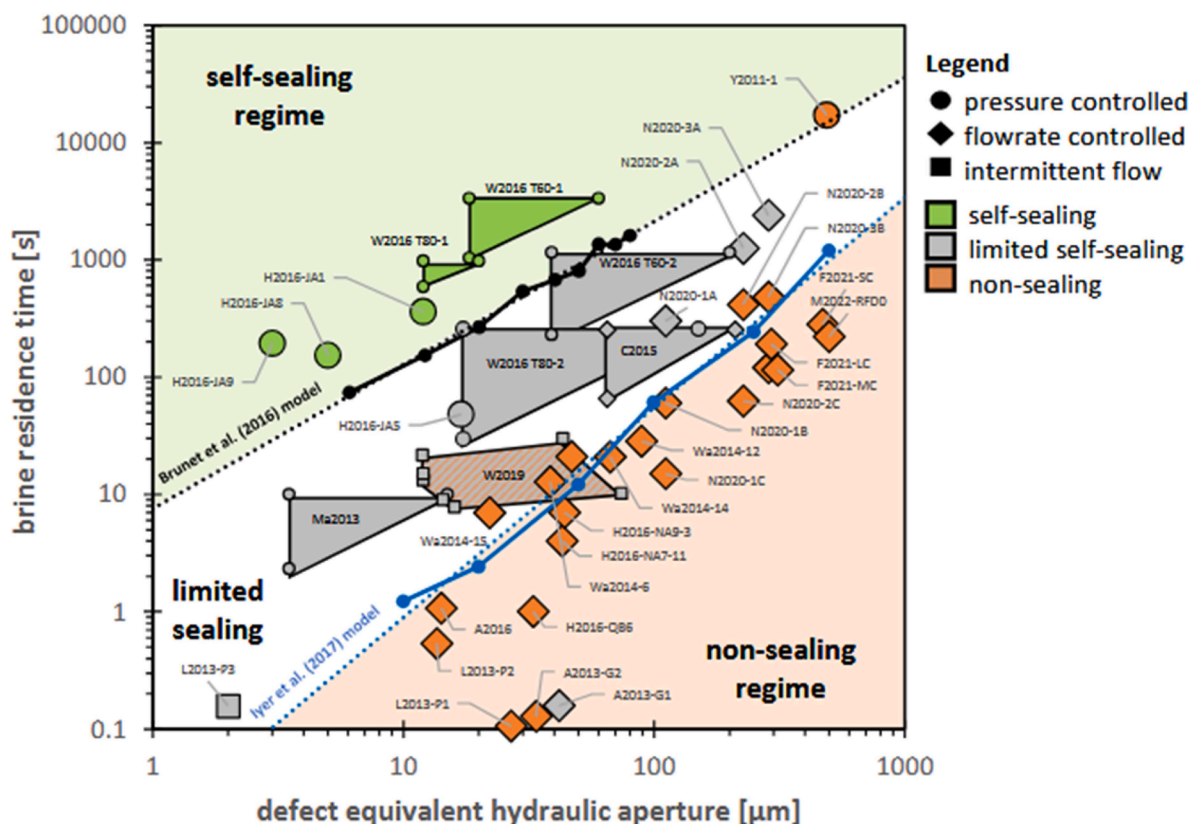 100000
10000
1000
100
10
1
0.1
brine residence time [s]
1
10
100
1000
defect equivalent hydraulic aperture [µm]
self-sealing
regime
limited
sealing
non-sealing
regime
Brunet et al. (2016) model
Iyer et al. (2017) model
Y2011-1
N2020-3A
N2020-2A
N2020-2B
N2020-3B
W2016 T60-1
W2016 T80-1
H2016-JA1
H2016-JA8
H2016-JA9
W2016 T60-2
N2020-1A
F2021-SC
M2022-RFD0
W2016 T80-2
C2015
H2016-JA5
F2021-LC
F2021-MC
N2020-2C
N2020-1B
Wa2014-12
N2020-1C
W2019
Ma2013
Wa2014-14
Wa2014-15
H2016-NA9-3
H2016-NA7-11
Wa2014-6
A2016
H2016-QB6
L2013-P2
L2013-P3
A2013-G2
A2013-G1
L2013-P1
Legend
pressure controlled
flowrate controlled
intermittent flow
self-sealing
limited self-sealing
non-sealing